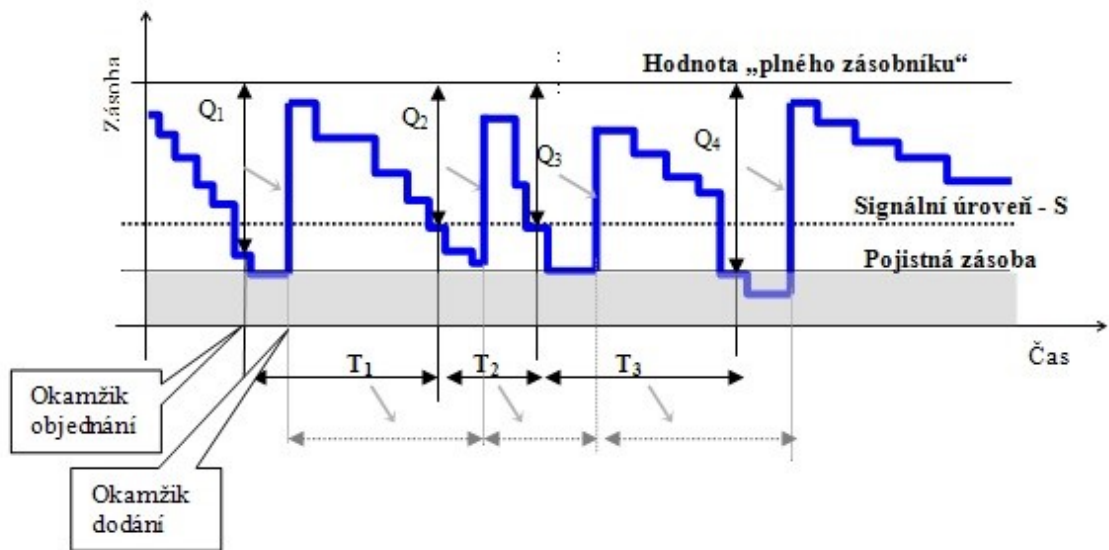 Zásoba
Hodnota „plného zásobníku“
Q1
Q2
Q3
Q4
Signální úroveň - S
Pojistná zásoba
Čas
T1
T2
T3
Okamžik
objednání
Okamžik
dodání